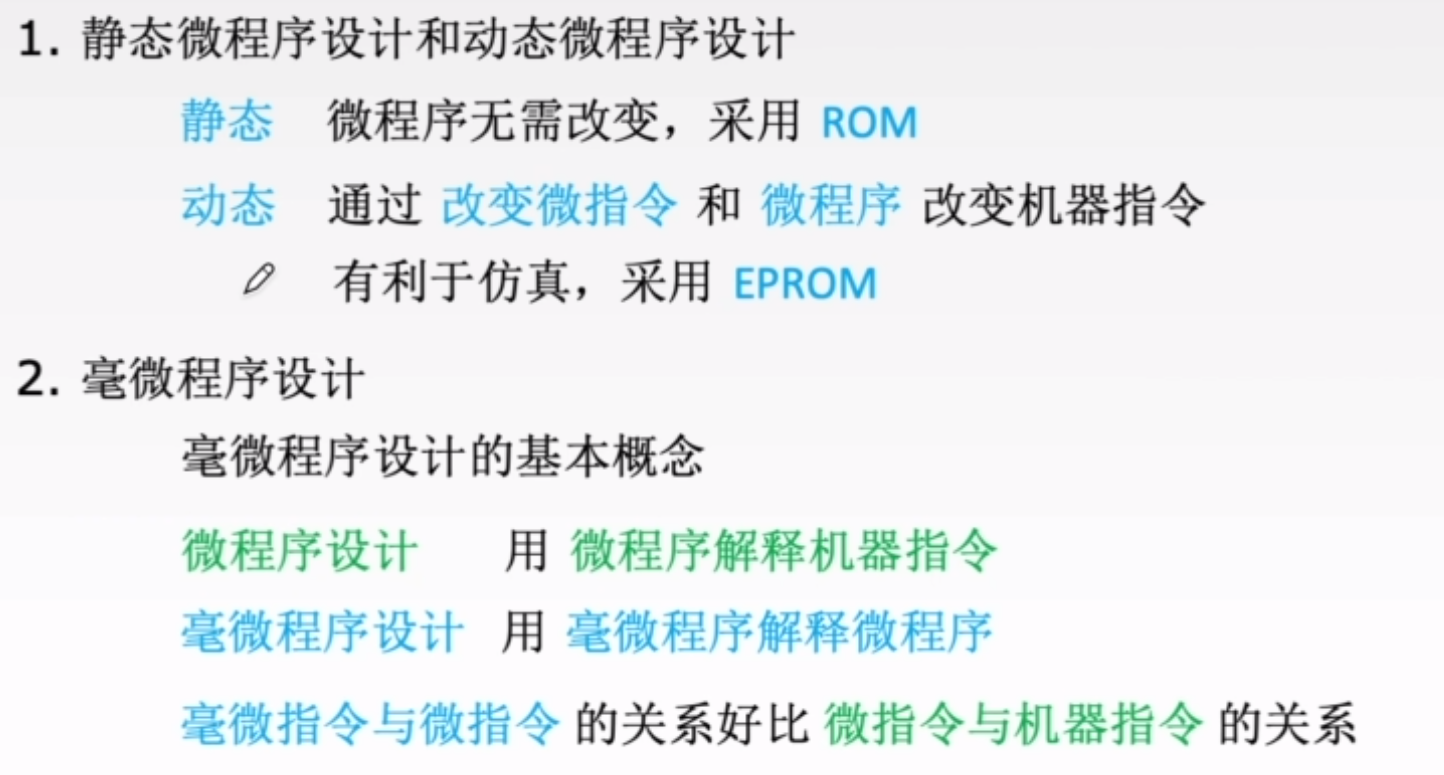 1. 静态微程序设计和动态微程序设计
静态 微程序无需改变，采用 ROM
动态 通过 改变微指令 和 微程序 改变机器指令
有利于仿真，采用 EPROM
2. 毫微程序设计
毫微程序设计的基本概念
微程序设计 用 微程序解释机器指令
毫微程序设计 用 毫微程序解释微程序
毫微指令与微指令 的关系好比 微指令与机器指令 的关系